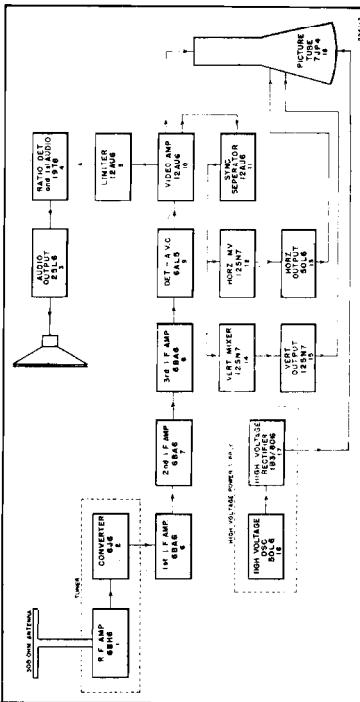 300 OHM ANTENNA
TUNER
R F AMP
6BH6
1
CONVERTER
6J6
2
AUDIO
OUTPUT
25L6
3
RATIO DET
and 1st AUDIO
19T8
4
LIMITER
12AU6
5
1st I F AMP
6BA6
6
2nd I F AMP
6BA6
7
3rd I F AMP
6BA6
8
DET - A.V.C
6AL5
9
VIDEO AMP
12AU6
10
SYNC
SEPERATOR
12AU6
11
HORZ MV
12SN7
12
HORZ
OUTPUT
50L6
13
VERT MIXER
12SN7
14
VERT
OUTPUT
12SN7
15
HIGH VOLTAGE POWER
HIGH VOLTAGE
OSC
50L6
16
HIGH VOLTAGE
RECTIFIER
1B3/8016
PICTURE
TUBE
7JP4
18